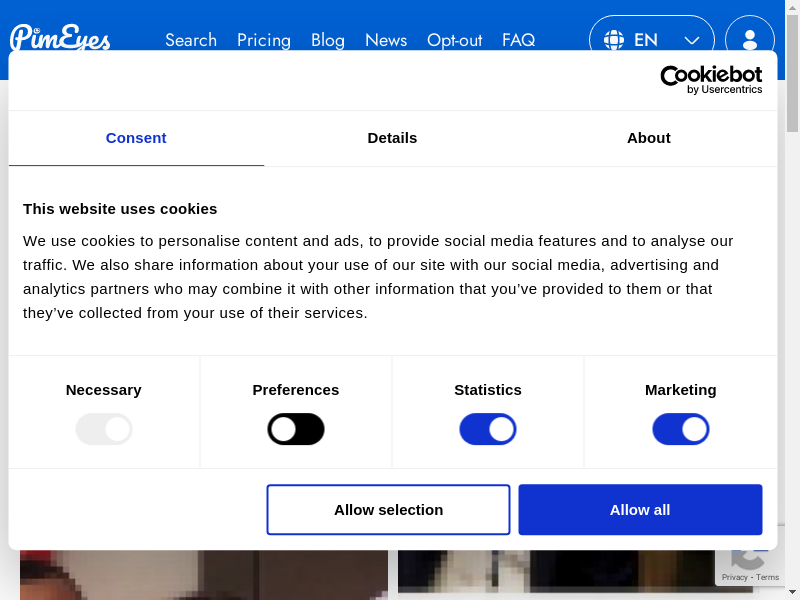 PimEyes
Search Pricing Blog News Opt-out FAQ EN
Cookiebot
by Usercentrics
Consent Details About
This website uses cookies
We use cookies to personalise content and ads, to provide social media features and to analyse our
traffic. We also share information about your use of our site with our social media, advertising and
analytics partners who may combine it with other information that you’ve provided to them or that
they’ve collected from your use of their services.
Necessary Preferences Statistics Marketing
Allow selection Allow all
Privacy - Terms